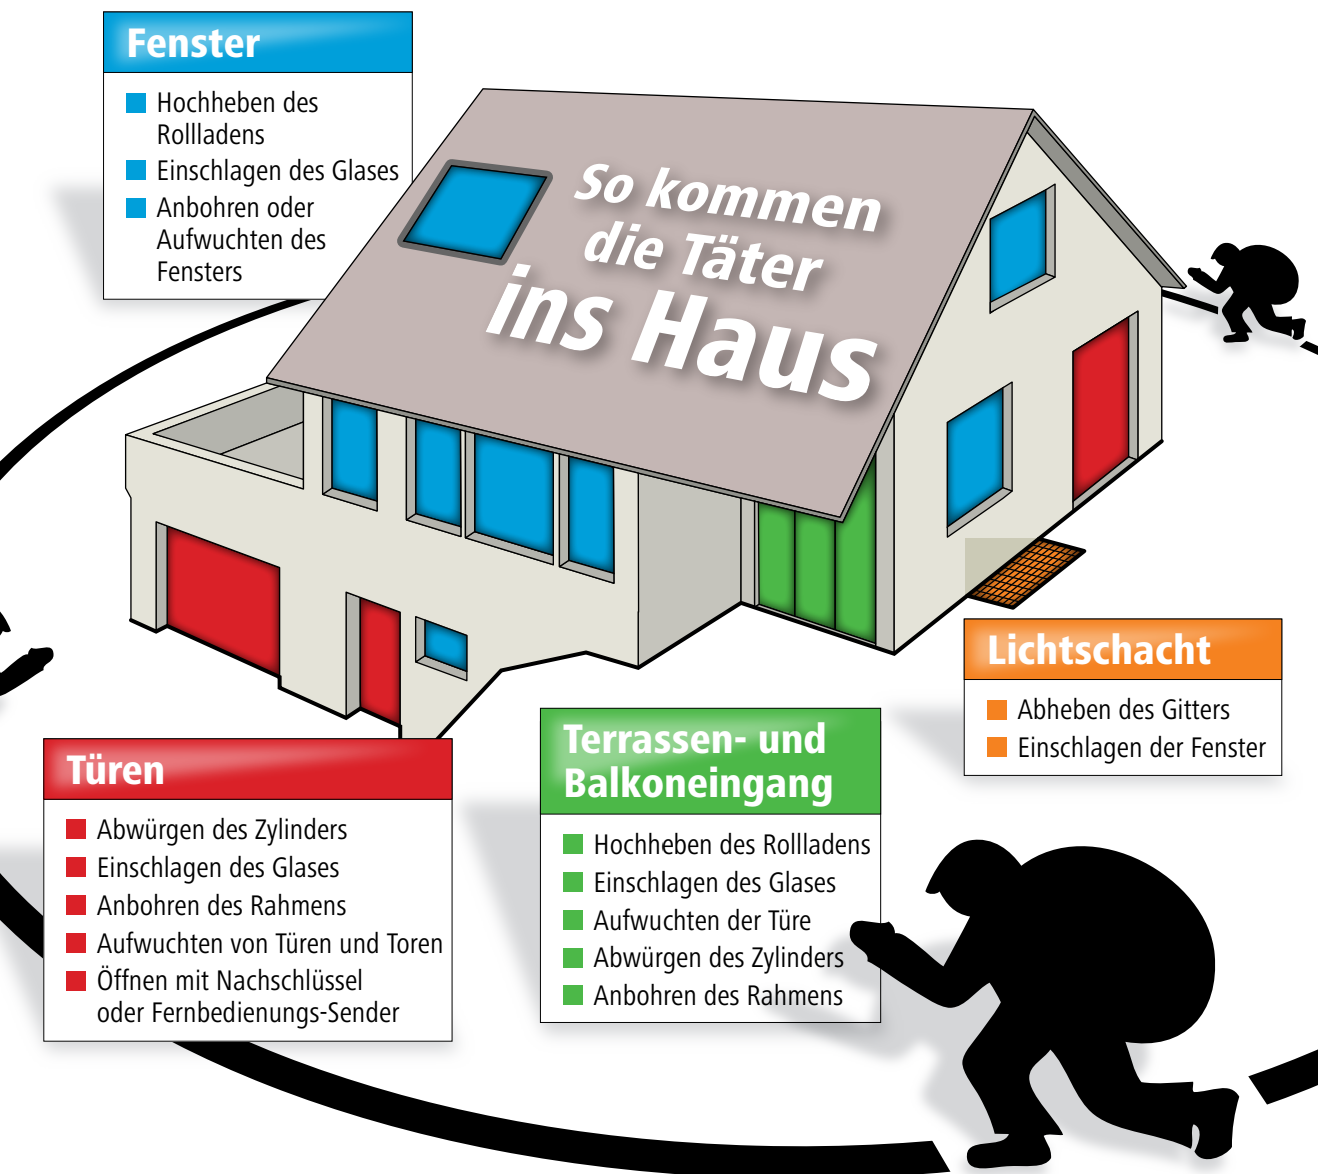 Fenster
Hochheben des
Rollladens
Einschlagen des Glases
Anbohren oder
Aufwuchten des
Fensters
So kommen
die Täter
ins Haus
Lichtschacht
Abheben des Gitters
Einschlagen der Fenster
Türen
Abwürgen des Zylinders
Einschlagen des Glases
Anbohren des Rahmens
Aufwuchten von Türen und Toren
Öffnen mit Nachschlüssel
oder Fernbedienungs-Sender
Terrassen- und
Balkoneingang
Hochheben des Rollladens
Einschlagen des Glases
Aufwuchten der Türe
Abwürgen des Zylinders
Anbohren des Rahmens